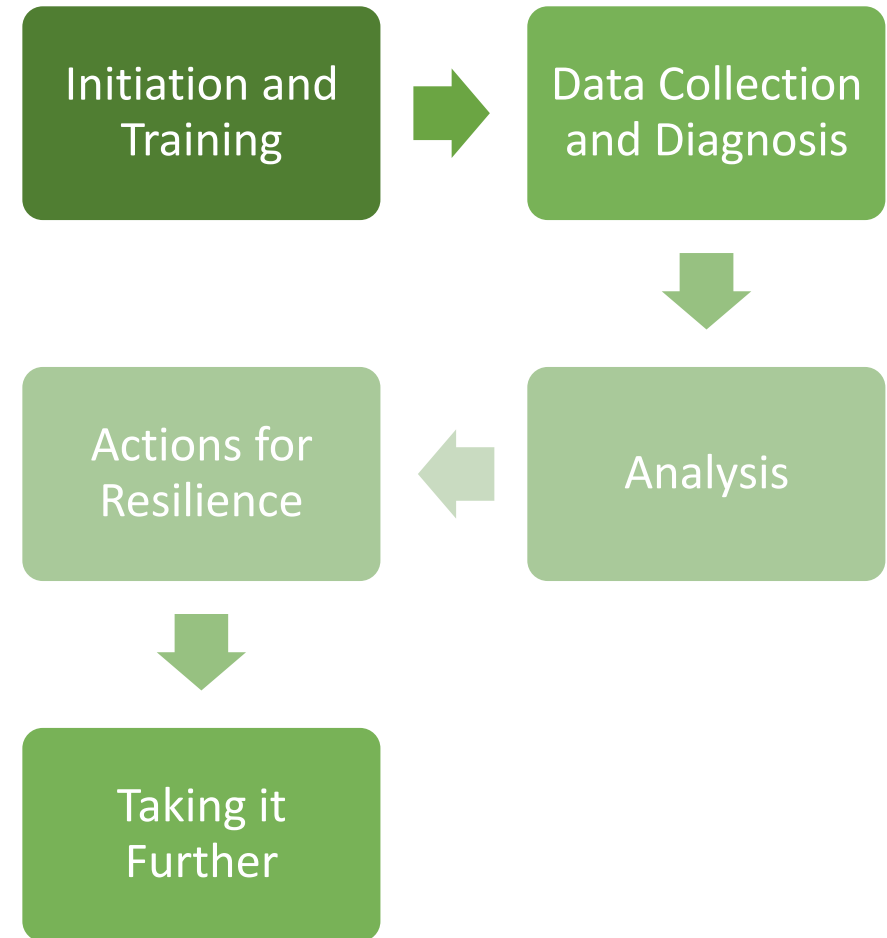 Initiation and
Training
Data Collection
and Diagnosis
Analysis
Actions for
Resilience
Taking it
Further